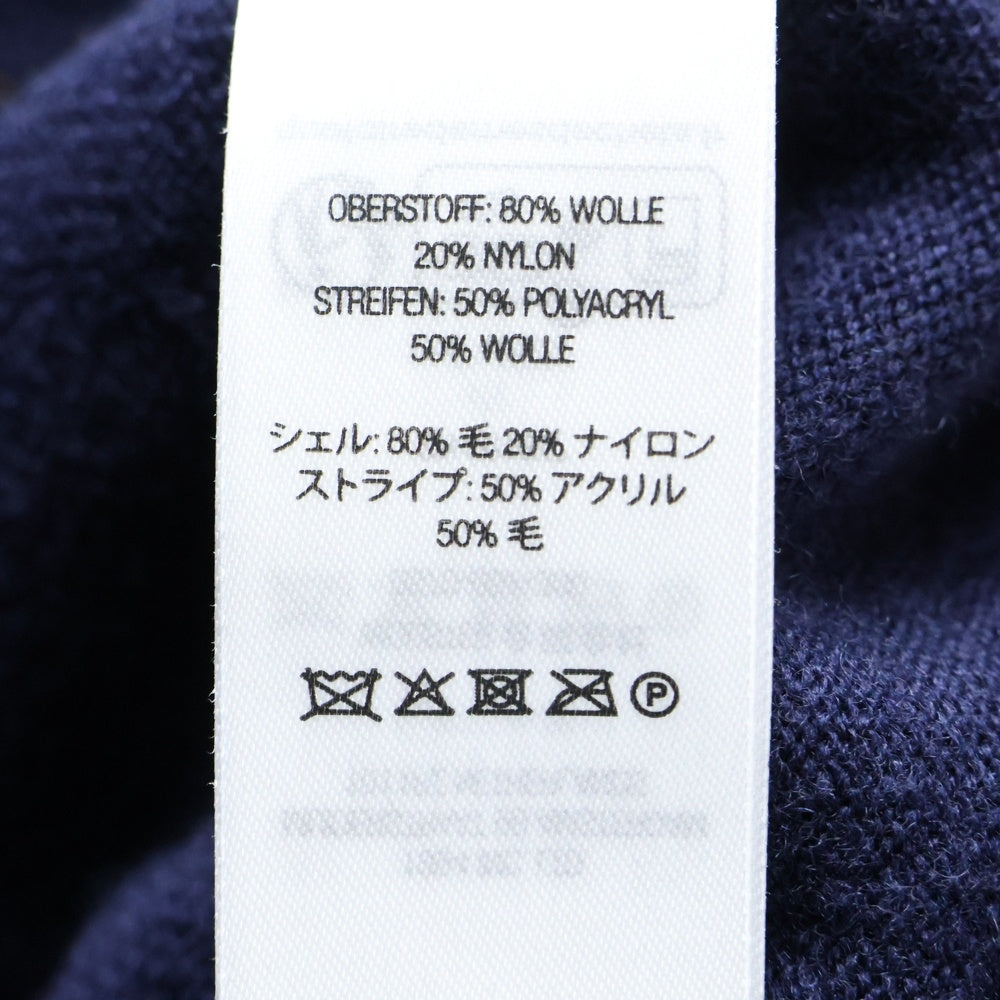 OBERSTOFF: 80% WOLLE
20% NYLON
STREIFEN: 50% POLYACRYL
50% WOLLE
シェル: 80% 毛 20% ナイロン
ストライプ: 50% アクリル
50% 毛
P